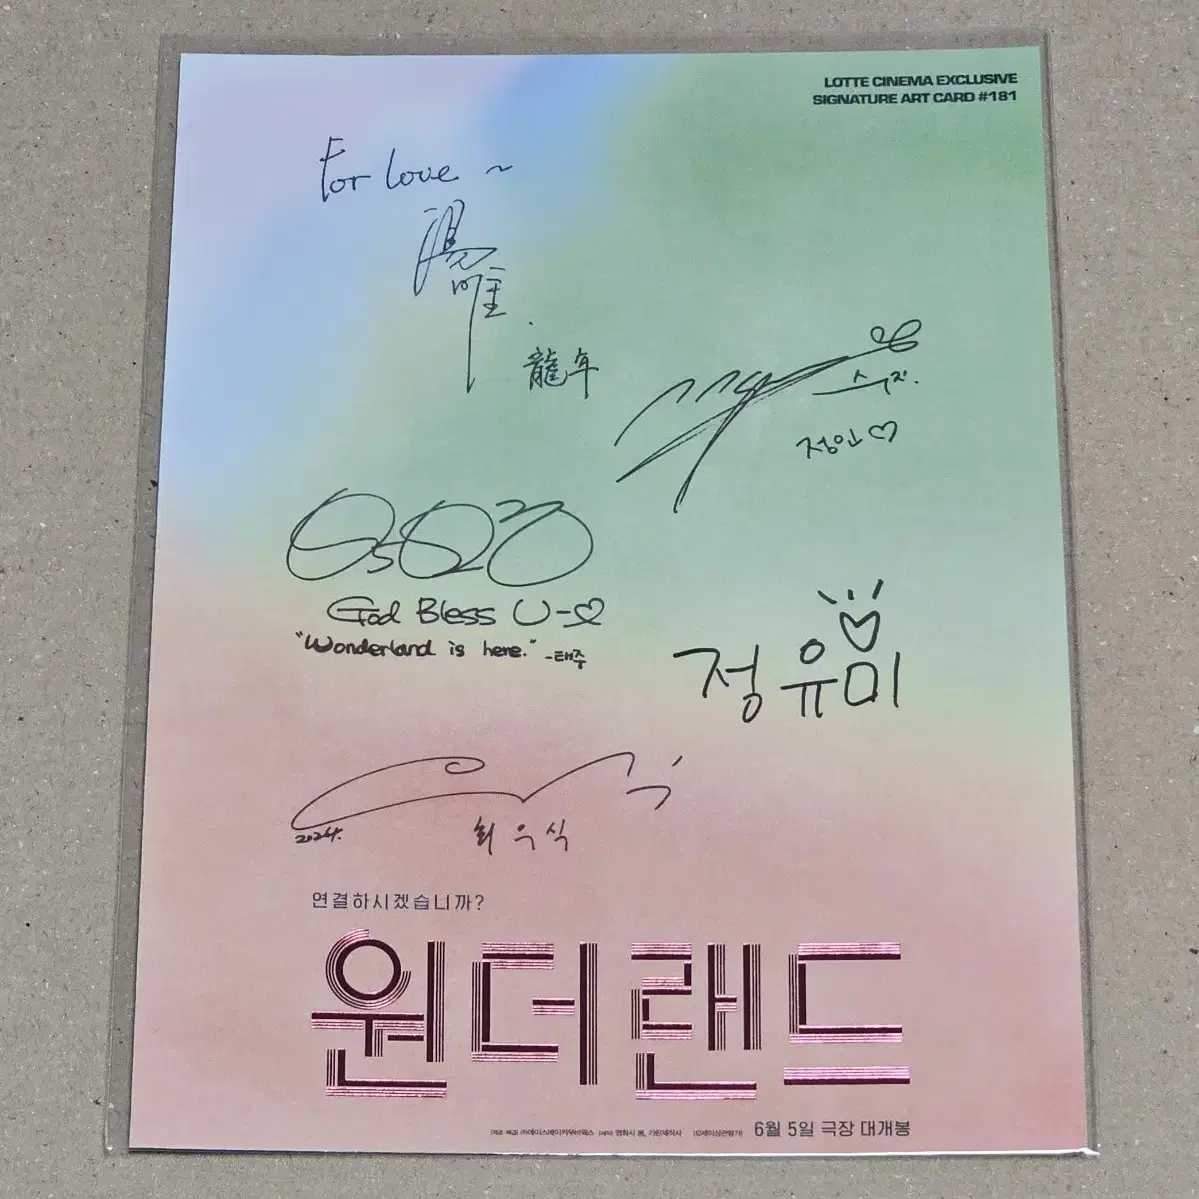 LOTTE CINEMA EXCLUSIVE
SIGNATURE ART CARD #181
For love ~
湯唯.
龍年
수지.
정인♡
God Bless U-♡
"Wonderland is here." -태주
정유미
2024.
최우식
연결하시겠습니까?
원더랜드
6월 5일 극장 대개봉